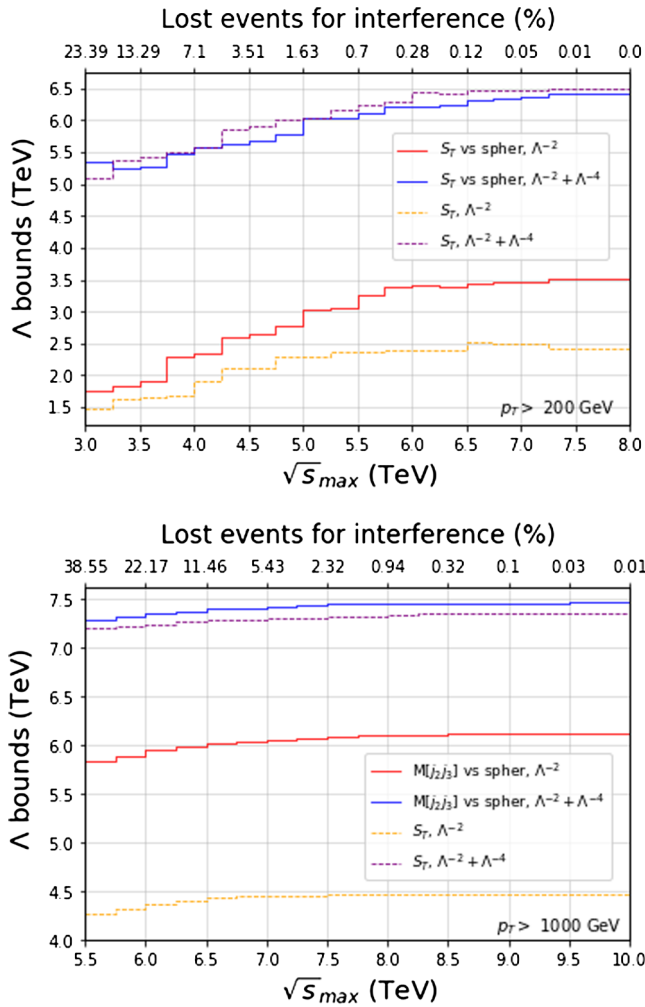 Lost events for interference (%)
23.39 13.29 7.1 3.51 1.63 0.7 0.28 0.12 0.05 0.01 0.0
6.5
6.0
5.5
5.0
4.5
4.0
3.5
3.0
2.5
2.0
1.5
Λ bounds (TeV)
S_T vs spher, Λ⁻²
S_T vs spher, Λ⁻² + Λ⁻⁴
S_T, Λ⁻²
S_T, Λ⁻² + Λ⁻⁴
p_T > 200 GeV
3.0 3.5 4.0 4.5 5.0 5.5 6.0 6.5 7.0 7.5 8.0
√s_max (TeV)
Lost events for interference (%)
38.55 22.17 11.46 5.43 2.32 0.94 0.32 0.1 0.03 0.01
7.5
7.0
6.5
6.0
5.5
5.0
4.5
4.0
Λ bounds (TeV)
M[j₂j₃] vs spher, Λ⁻²
M[j₂j₃] vs spher, Λ⁻² + Λ⁻⁴
S_T, Λ⁻²
S_T, Λ⁻² + Λ⁻⁴
p_T > 1000 GeV
5.5 6.0 6.5 7.0 7.5 8.0 8.5 9.0 9.5 10.0
√s_max (TeV)